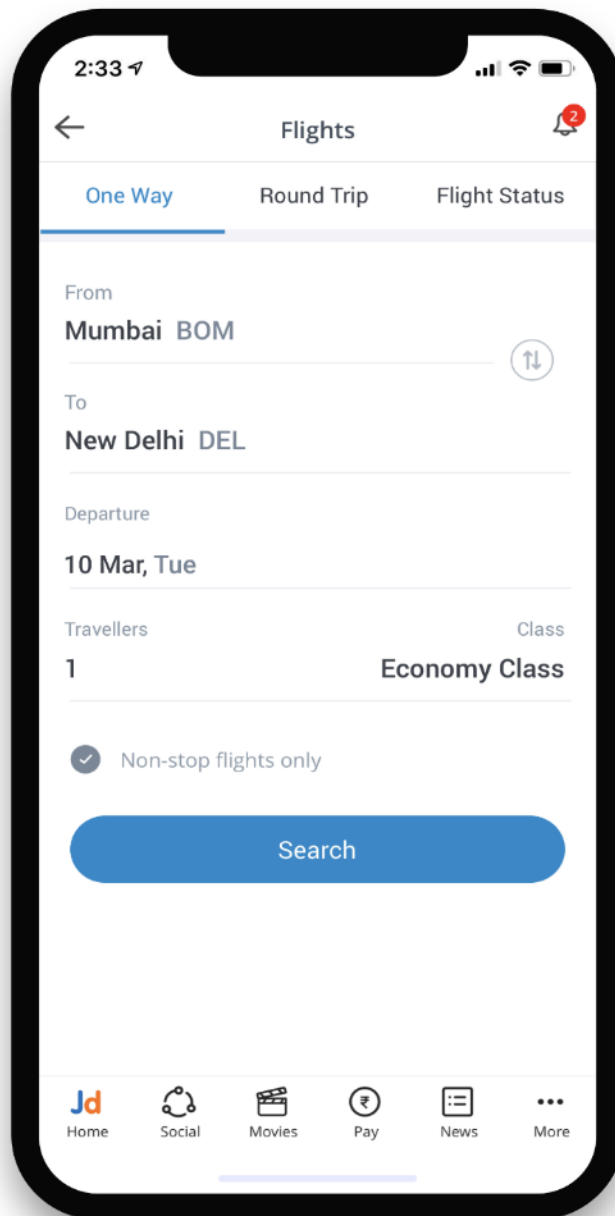 2:33
2
Flights
One Way Round Trip Flight Status
From
Mumbai BOM
To
New Delhi DEL
Departure
10 Mar, Tue
Travellers Class
1 Economy Class
Non-stop flights only
Search
Jd
Home Social Movies Pay News More